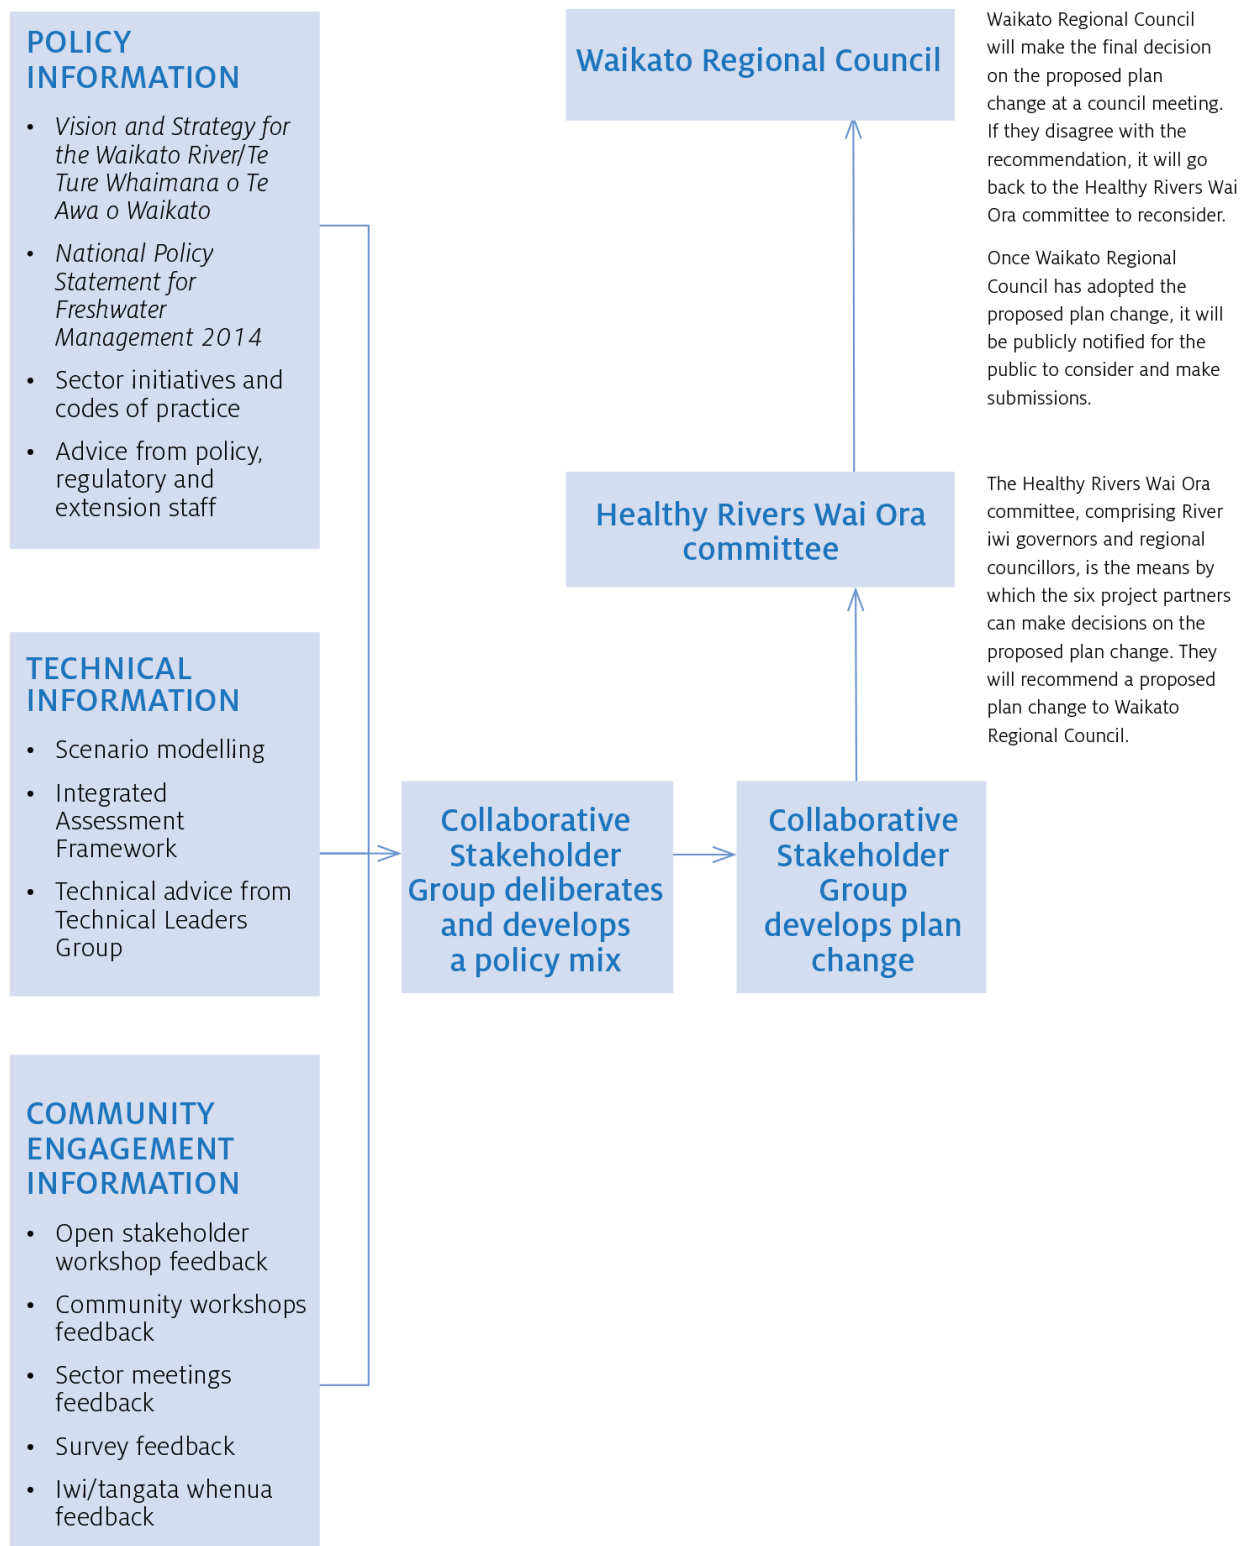 POLICY
INFORMATION
• Vision and Strategy for
the Waikato River/Te
Ture Whaimana o Te
Awa o Waikato
• National Policy
Statement for
Freshwater
Management 2014
• Sector initiatives and
codes of practice
• Advice from policy,
regulatory and
extension staff
TECHNICAL
INFORMATION
• Scenario modelling
• Integrated
Assessment
Framework
• Technical advice from
Technical Leaders
Group
COMMUNITY
ENGAGEMENT
INFORMATION
• Open stakeholder
workshop feedback
• Community workshops
feedback
• Sector meetings
feedback
• Survey feedback
• Iwi/tangata whenua
feedback
Collaborative
Stakeholder
Group deliberates
and develops
a policy mix
Collaborative
Stakeholder
Group
develops plan
change
Healthy Rivers Wai Ora
committee
Waikato Regional Council
Waikato Regional Council
will make the final decision
on the proposed plan
change at a council meeting.
If they disagree with the
recommendation, it will go
back to the Healthy Rivers Wai
Ora committee to reconsider.
Once Waikato Regional
Council has adopted the
proposed plan change, it will
be publicly notified for the
public to consider and make
submissions.
The Healthy Rivers Wai Ora
committee, comprising River
iwi governors and regional
councillors, is the means by
which the six project partners
can make decisions on the
proposed plan change. They
will recommend a proposed
plan change to Waikato
Regional Council.